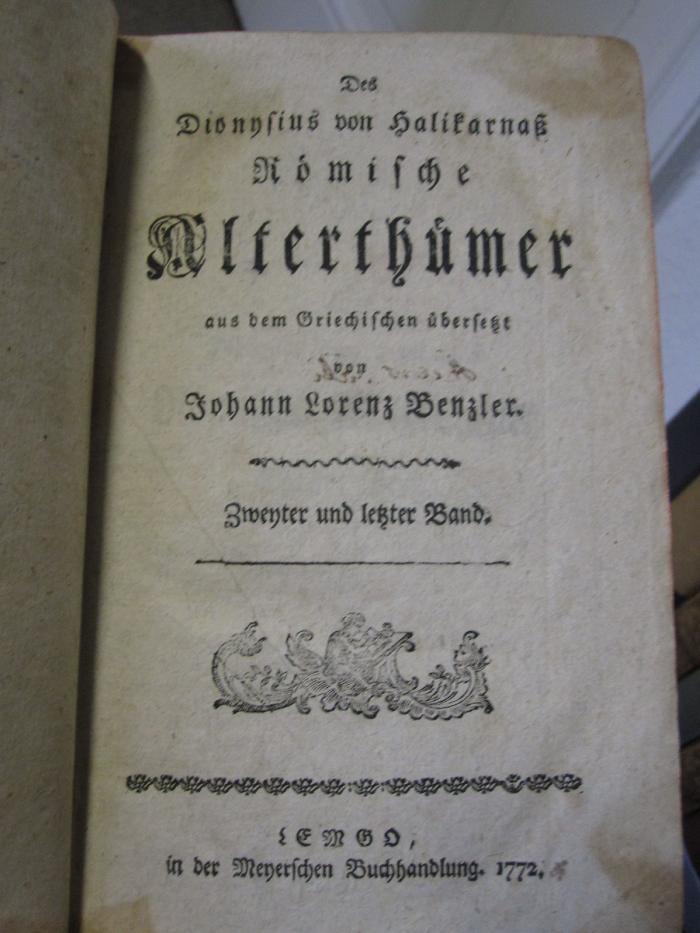 Des
Dionysius von Halikarnaß
Römische
Alterthümer
aus dem Griechischen übersetzt
von
Johann Lorenz Benzler.
Zweyter und letzter Band.
LEMGO,
in der Meyerschen Buchhandlung. 1772.